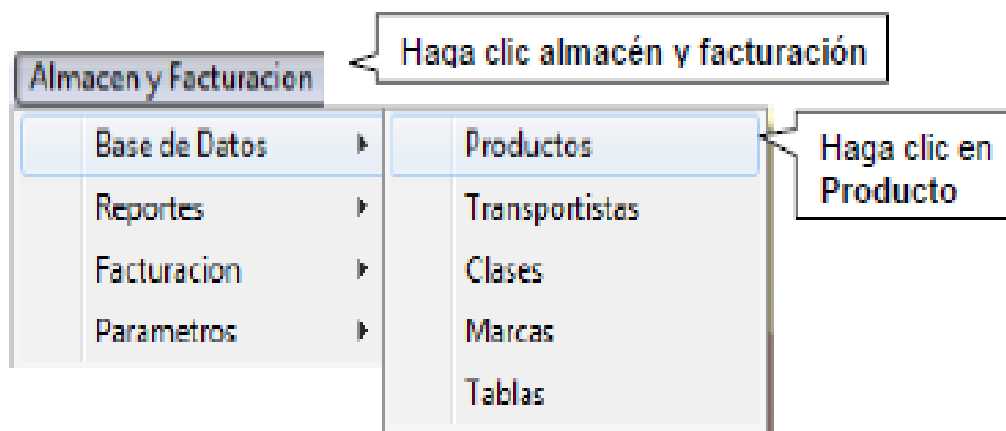 Haga clic almacén y facturación
Almacen y Facturacion
Base de Datos
Productos
Haga clic en
Producto
Reportes
Transportistas
Facturacion
Clases
Parametros
Marcas
Tablas